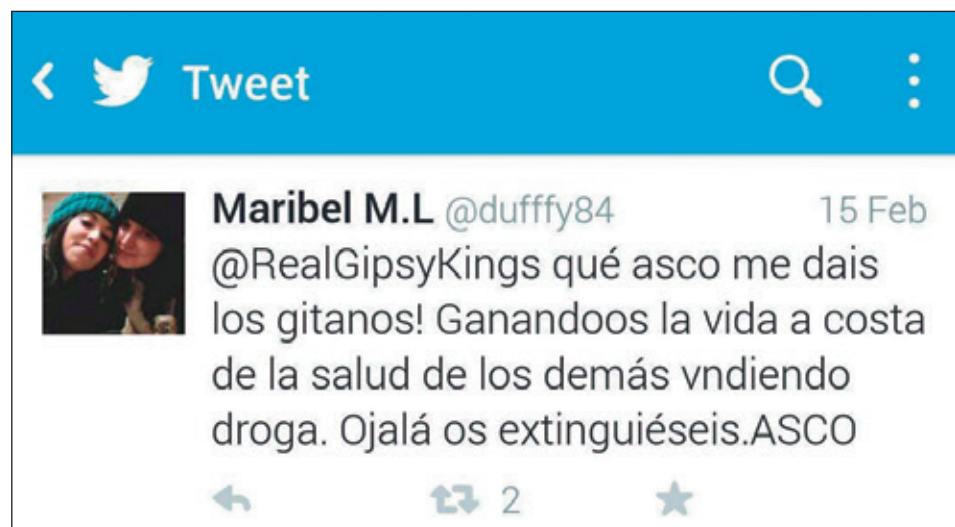 Tweet
Maribel M.L @dufffy84 15 Feb
@RealGipsyKings qué asco me dais
los gitanos! Ganandoos la vida a costa
de la salud de los demás vndiendo
droga. Ojalá os extinguiéseis.ASCO
2